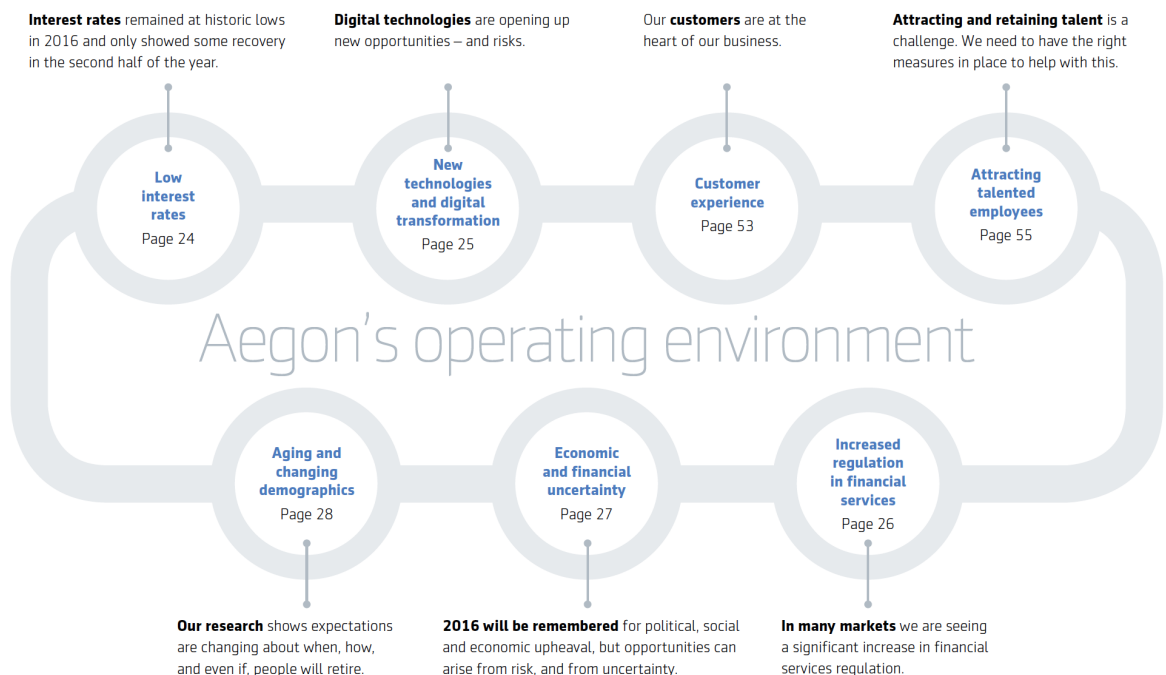 Interest rates remained at historic lows
in 2016 and only showed some recovery
in the second half of the year.
Digital technologies are opening up
new opportunities – and risks.
Our customers are at the
heart of our business.
Attracting and retaining talent is a
challenge. We need to have the right
measures in place to help with this.
Low
interest
rates
Page 24
New
technologies
and digital
transformation
Page 25
Customer
experience
Page 53
Attracting
talented
employees
Page 55
Aegon’s operating environment
Aging and
changing
demographics
Page 28
Economic
and financial
uncertainty
Page 27
Increased
regulation
in financial
services
Page 26
Our research shows expectations
are changing about when, how,
and even if, people will retire.
2016 will be remembered for political, social
and economic upheaval, but opportunities can
arise from risk, and from uncertainty.
In many markets we are seeing
a significant increase in financial
services regulation.